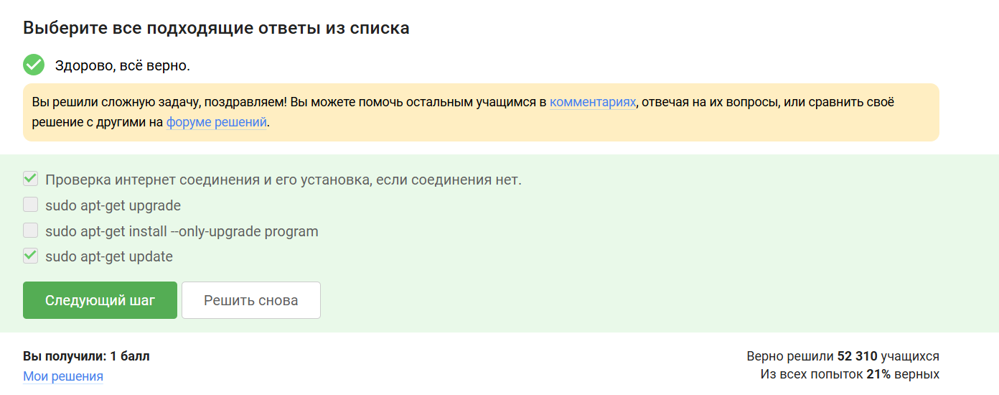 Выберите все подходящие ответы из списка
Здорово, всё верно.
Вы решили сложную задачу, поздравляем! Вы можете помочь остальным учащимся в комментариях, отвечая на их вопросы, или сравнить своё
решение с другими на форуме решений.
Проверка интернет соединения и его установка, если соединения нет.
sudo apt-get upgrade
sudo apt-get install --only-upgrade program
sudo apt-get update
Следующий шаг
Решить снова
Вы получили: 1 балл
Мои решения
Верно решили 52 310 учащихся
Из всех попыток 21% верных